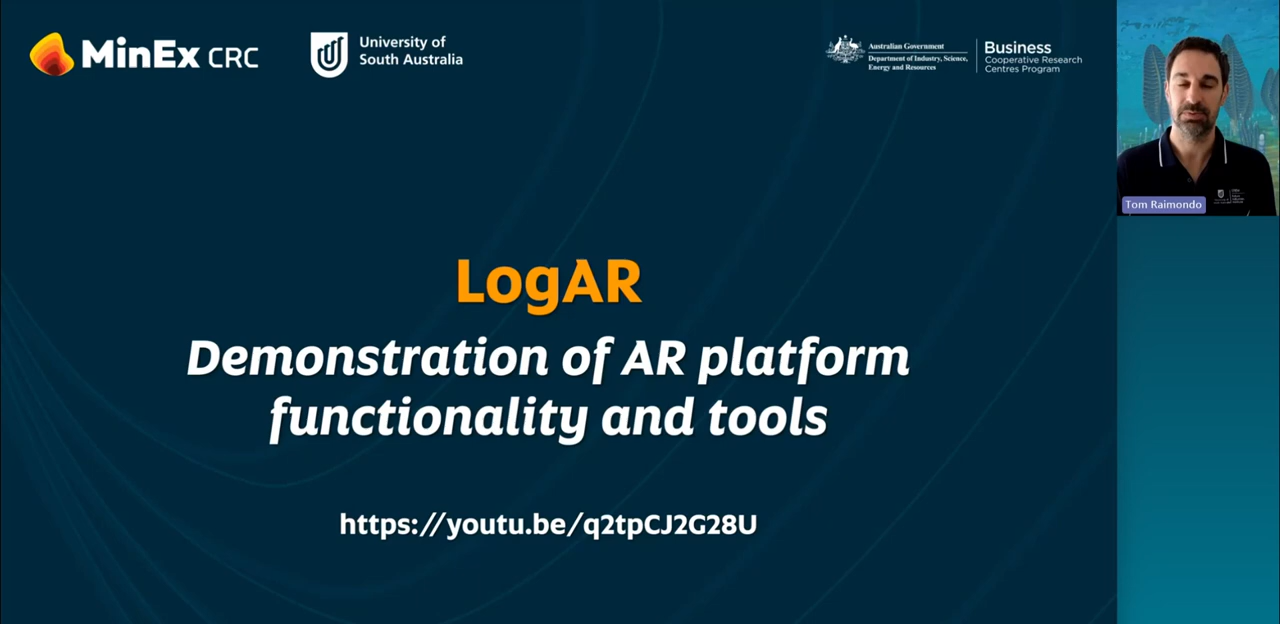 MinEx CRC
University of
South Australia
Australian Government
Department of Industry, Science,
Energy and Resources
Business
Cooperative Research
Centres Program
Tom Raimondo
LogAR
Demonstration of AR platform
functionality and tools
https://youtu.be/q2tpCJ2G28U